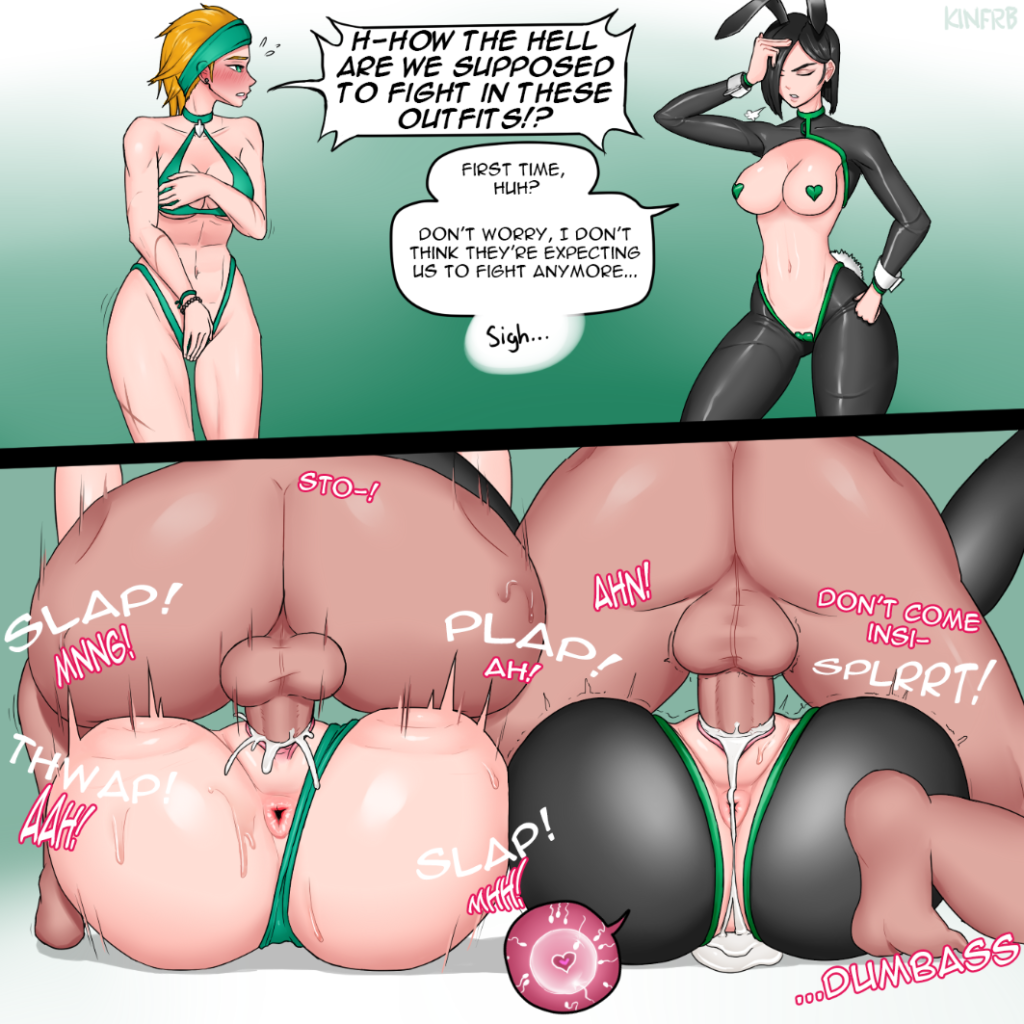 KINFRB
H-HOW THE HELL
ARE WE SUPPOSED
TO FIGHT IN THESE
OUTFITS!?
FIRST TIME,
HUH?
DON'T WORRY, I DON'T
THINK THEY'RE EXPECTING
US TO FIGHT ANYMORE...
Sigh...
STO-!
SLAP!
MNNG!
PLAP!
AH!
AHN!
DON'T COME
INSI-
SPLRRT!
THWAP!
AAH!
SLAP!
MHH!
...DUMBASS